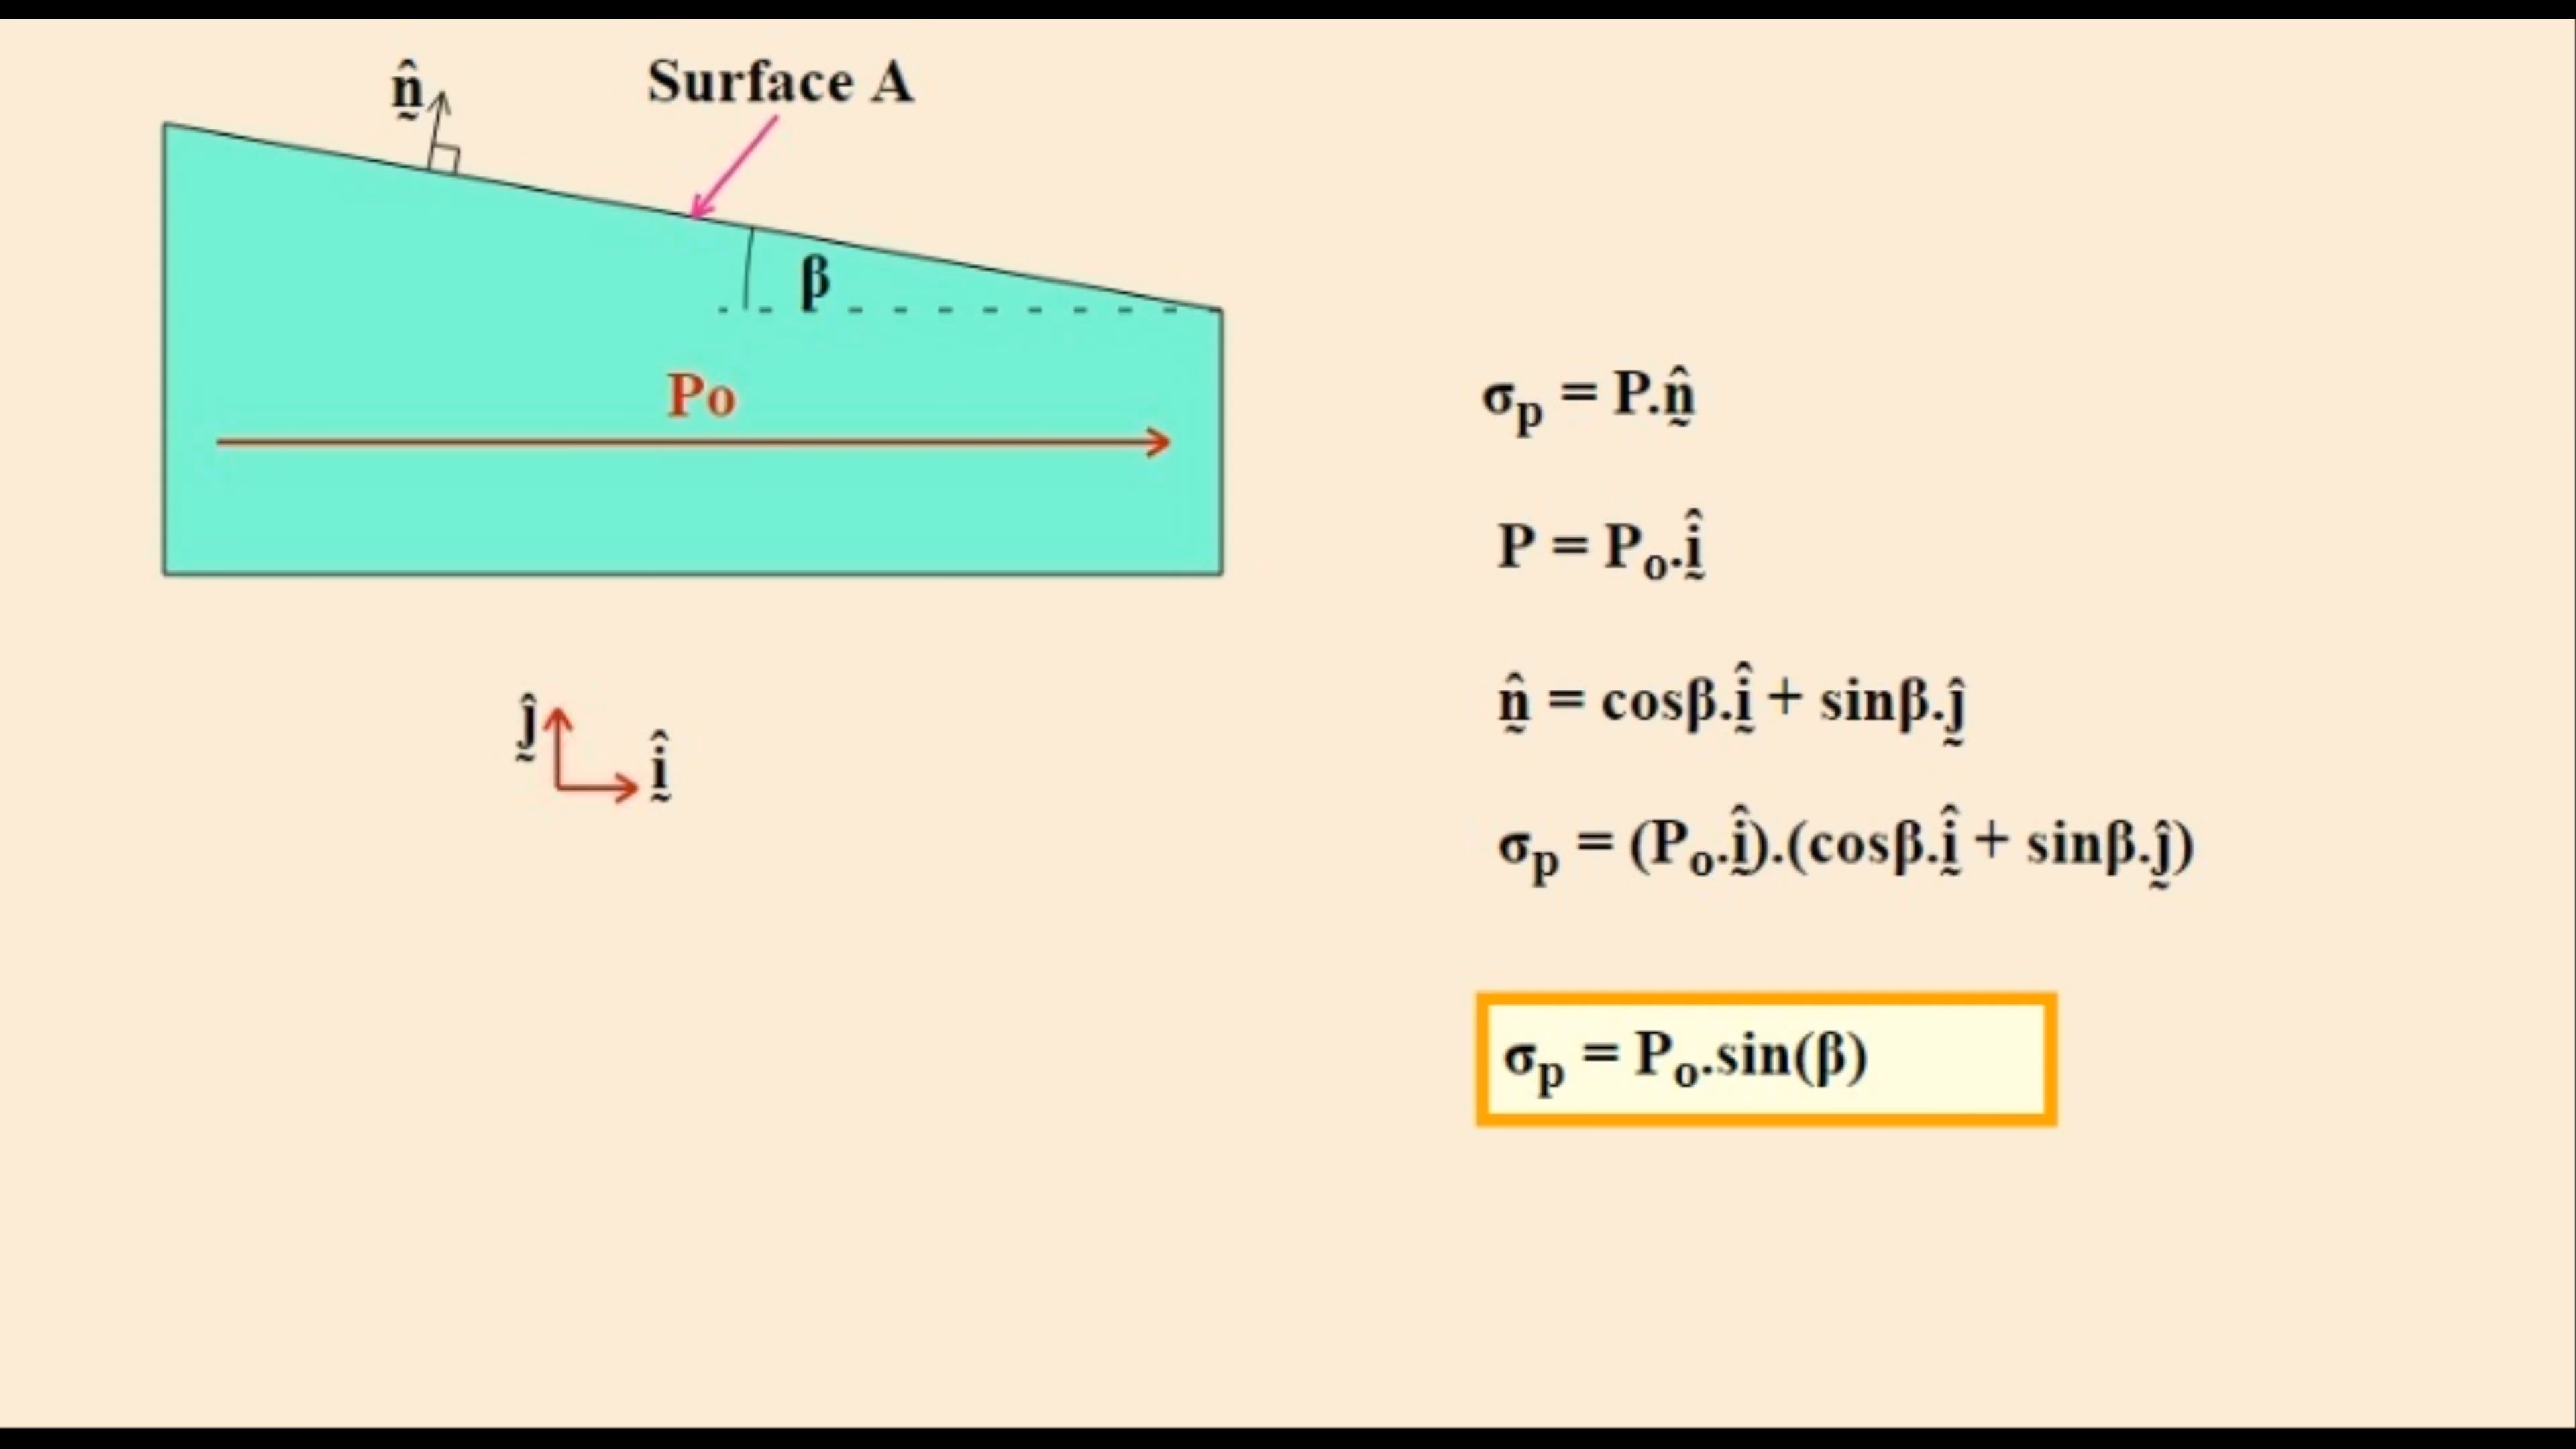 n̂
Surface A
β
Po
ĵ
î
σp = P.n̂
P = Po.î
n̂ = cosβ.î + sinβ.ĵ
σp = (Po.î).(cosβ.î + sinβ.ĵ)
σp = Po.sin(β)